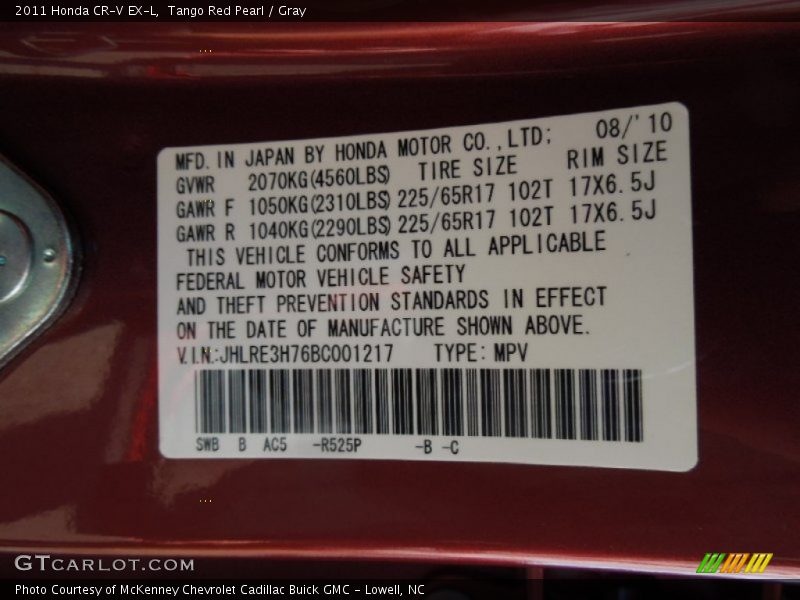 2011 Honda CR-V EX-L,  Tango Red Pearl / Gray
MFD. IN JAPAN BY HONDA MOTOR CO.,LTD; 08/'10
GVWR 2070KG(4560LBS) TIRE SIZE RIM SIZE
GAWR F 1050KG(2310LBS) 225/65R17 102T 17X6.5J
GAWR R 1040KG(2290LBS) 225/65R17 102T 17X6.5J
THIS VEHICLE CONFORMS TO ALL APPLICABLE
FEDERAL MOTOR VEHICLE SAFETY
AND THEFT PREVENTION STANDARDS IN EFFECT
ON THE DATE OF MANUFACTURE SHOWN ABOVE.
V.I.N.:JHLRE3H76BC001217 TYPE: MPV
SWB B AC5 -R525P -B -C
GTCARLOT.COM
Photo Courtesy of McKenney Chevrolet Cadillac Buick GMC - Lowell, NC